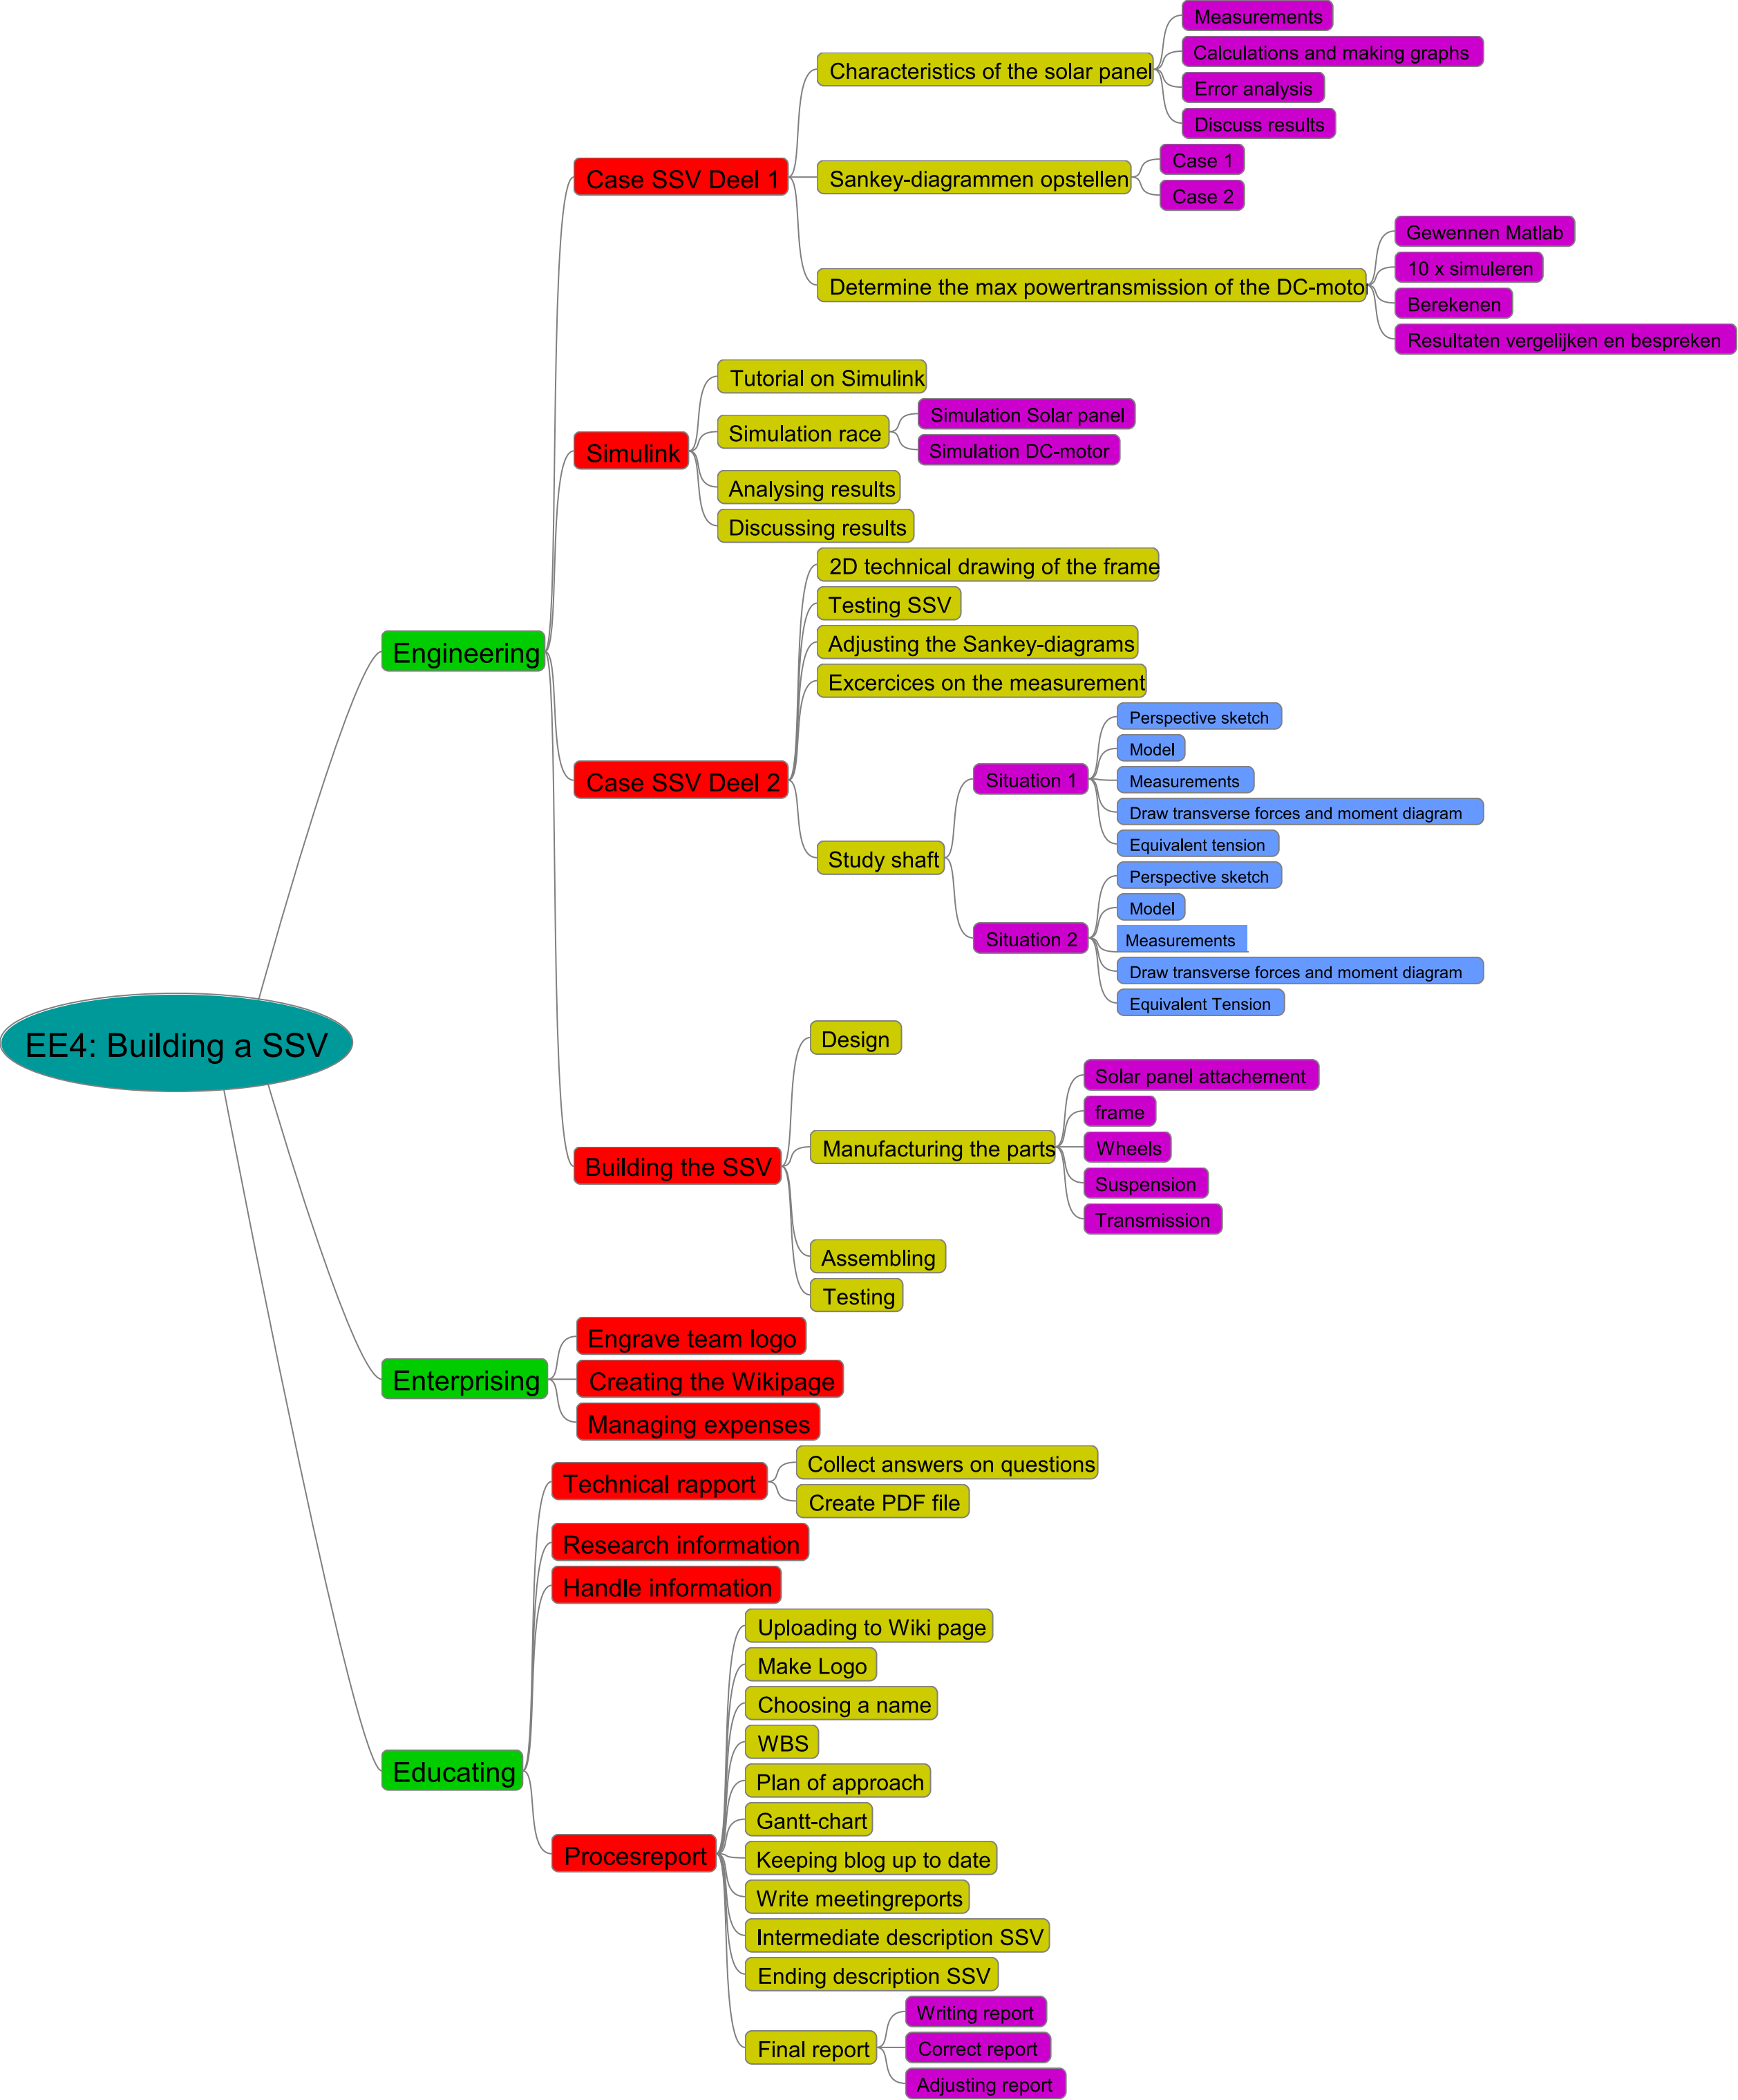 Measurements
Calculations and making graphs
Characteristics of the solar panel
Error analysis
Discuss results
Case 1
Case SSV Deel 1
Sankey-diagrammen opstellen
Case 2
Gewennen Matlab
10 x simuleren
Determine the max powertransmission of the DC-motor
Berekenen
Resultaten vergelijken en bespreken
Tutorial on Simulink
Simulation Solar panel
Simulation race
Simulink
Simulation DC-motor
Analysing results
Discussing results
2D technical drawing of the frame
Testing SSV
Adjusting the Sankey-diagrams
Engineering
Excercices on the measurement
Perspective sketch
Model
Case SSV Deel 2
Situation 1
Measurements
Draw transverse forces and moment diagram
Equivalent tension
Study shaft
Perspective sketch
Model
Situation 2
Measurements
Draw transverse forces and moment diagram
Equivalent Tension
EE4: Building a SSV
Design
Solar panel attachement
frame
Manufacturing the parts
Wheels
Building the SSV
Suspension
Transmission
Assembling
Testing
Engrave team logo
Enterprising
Creating the Wikipage
Managing expenses
Collect answers on questions
Technical rapport
Create PDF file
Research information
Handle information
Uploading to Wiki page
Make Logo
Choosing a name
WBS
Educating
Plan of approach
Gantt-chart
Procesreport
Keeping blog up to date
Write meetingreports
Intermediate description SSV
Ending description SSV
Writing report
Final report
Correct report
Adjusting report